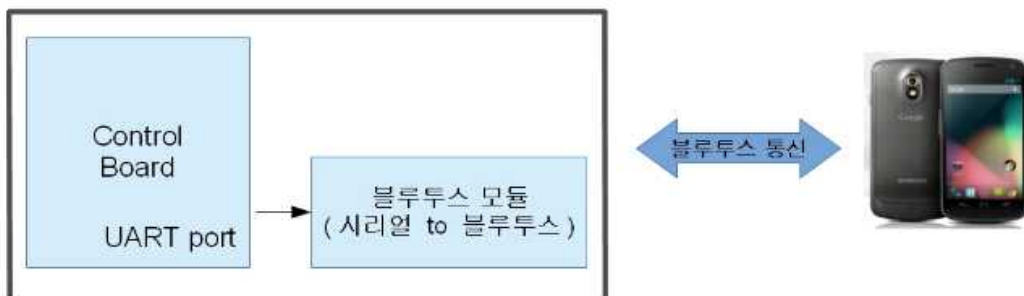 Control
Board
UART port
블루투스 모듈
( 시리얼 to 블루투스 )
블루투스 통신
Google